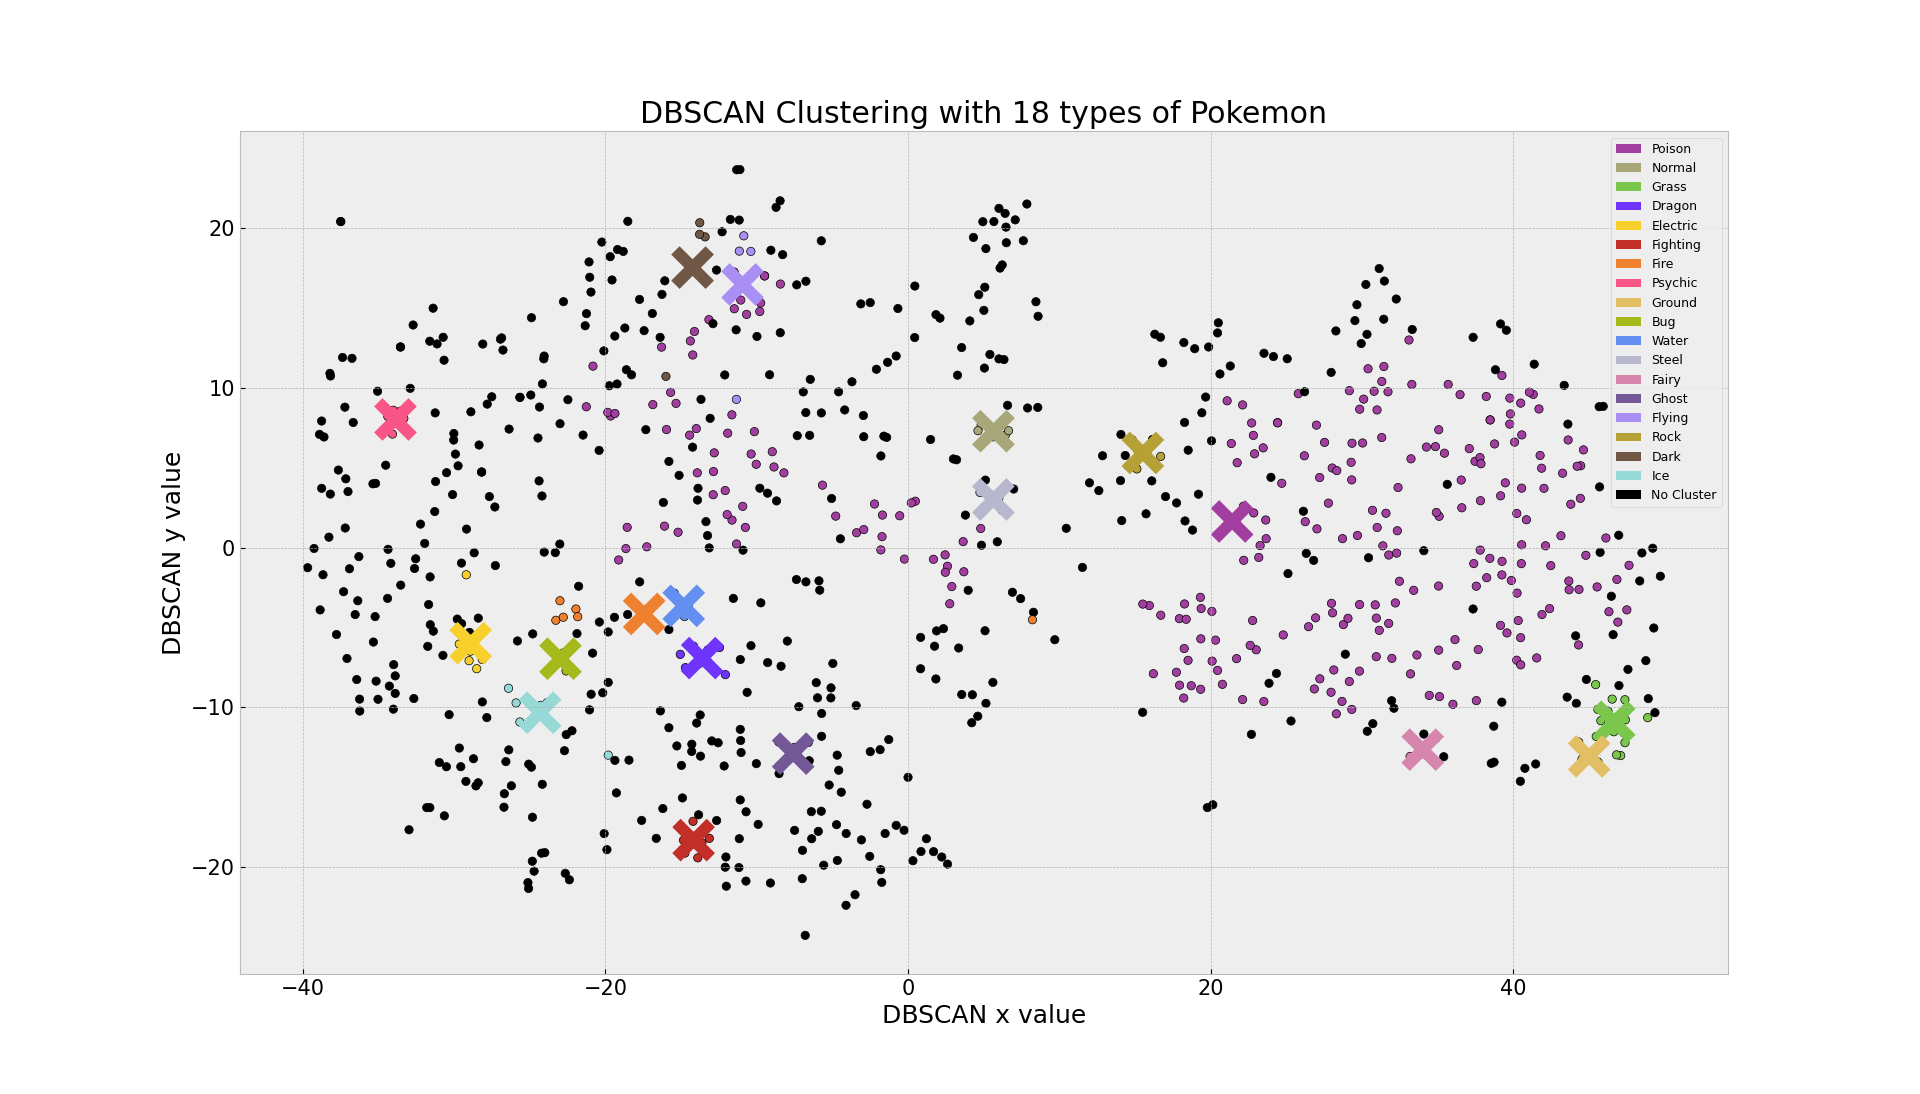 DBSCAN Clustering with 18 types of Pokemon
Poison
Normal
Grass
Dragon
Electric
Fighting
Fire
Psychic
Ground
Bug
Water
Steel
Fairy
Ghost
Flying
Rock
Dark
Ice
No Cluster
DBSCAN y value
20
10
0
−10
−20
−40
−20
0
20
40
DBSCAN x value